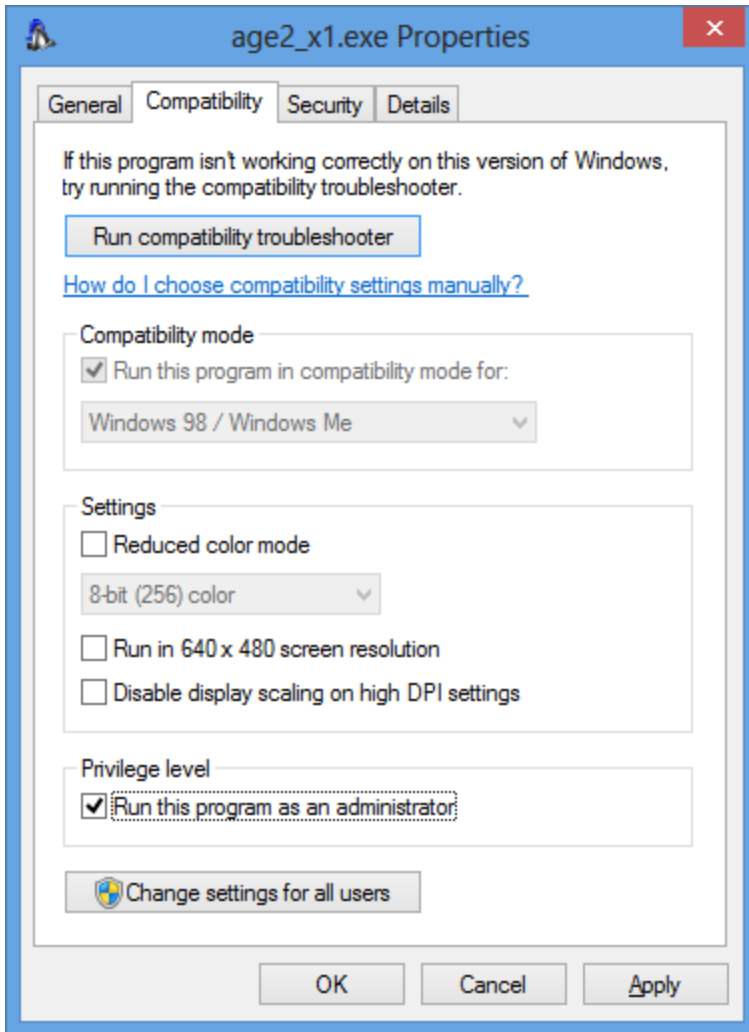 age2_x1.exe Properties
General Compatibility Security Details
If this program isn't working correctly on this version of Windows,
try running the compatibility troubleshooter.
Run compatibility troubleshooter
How do I choose compatibility settings manually?
Compatibility mode
Run this program in compatibility mode for:
Windows 98 / Windows Me
Settings
Reduced color mode
8-bit (256) color
Run in 640 x 480 screen resolution
Disable display scaling on high DPI settings
Privilege level
Run this program as an administrator
Change settings for all users
OK Cancel Apply